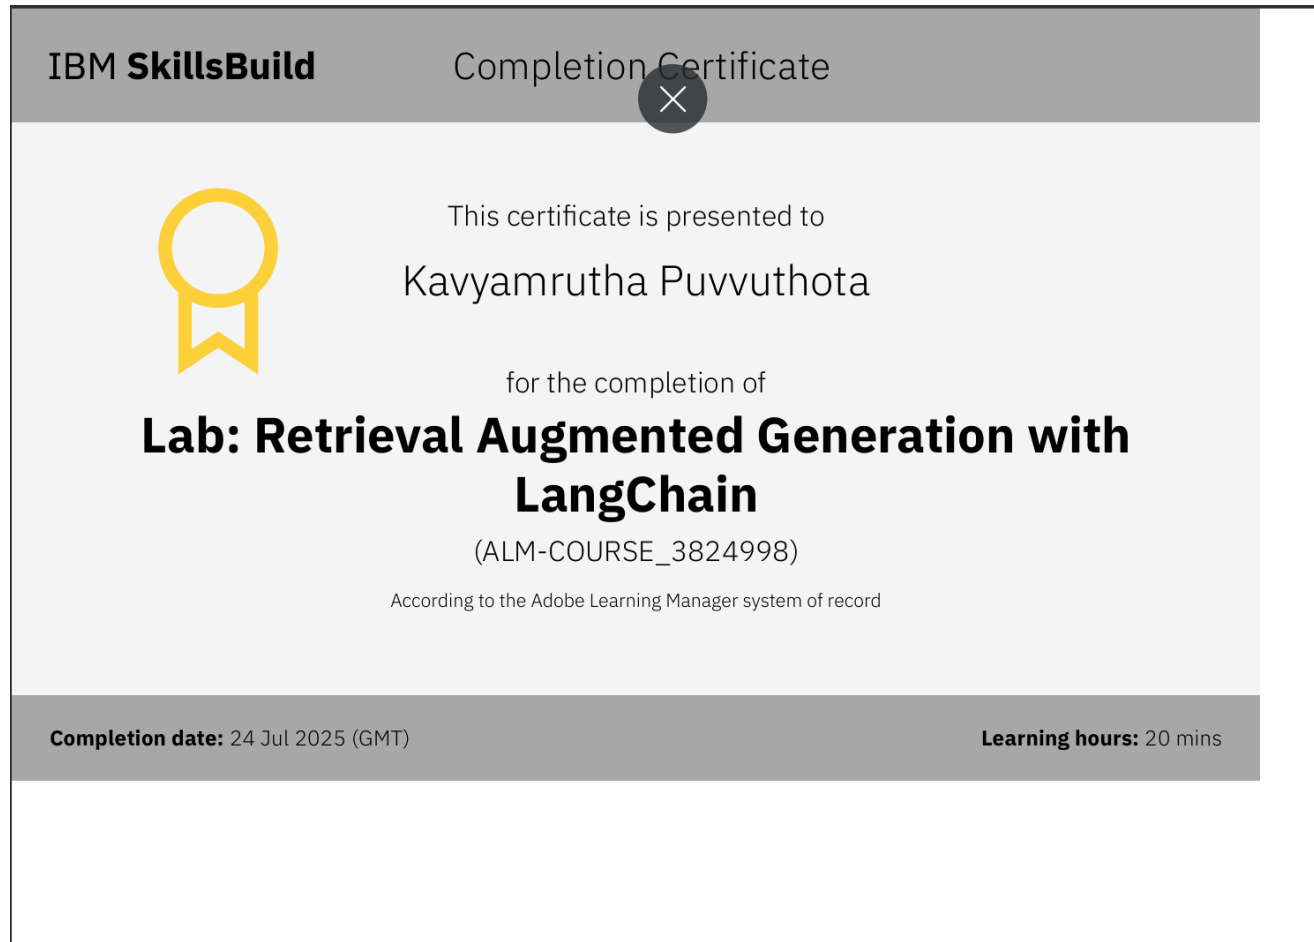 IBM SkillsBuild
Completion Certificate
This certificate is presented to
Kavyamrutha Puvvuthota
for the completion of
Lab: Retrieval Augmented Generation with
LangChain
(ALM-COURSE_3824998)
According to the Adobe Learning Manager system of record
Completion date: 24 Jul 2025 (GMT)
Learning hours: 20 mins